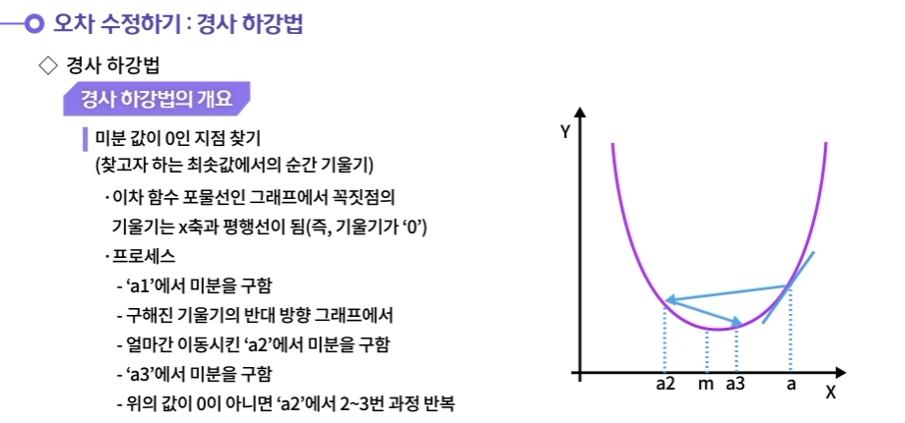 오차 수정하기 : 경사 하강법
◇ 경사 하강법
경사 하강법의 개요
미분 값이 0인 지점 찾기
(찾고자 하는 최솟값에서의 순간 기울기)
· 이차 함수 포물선인 그래프에서 꼭짓점의
기울기는 x축과 평행선이 됨(즉, 기울기가 ‘0’)
· 프로세스
- ‘a1’에서 미분을 구함
- 구해진 기울기의 반대 방향 그래프에서
- 얼마간 이동시킨 ‘a2’에서 미분을 구함
- ‘a3’에서 미분을 구함
- 위의 값이 0이 아니면 ‘a2’에서 2~3번 과정 반복
Y
a2 m a3 a
X